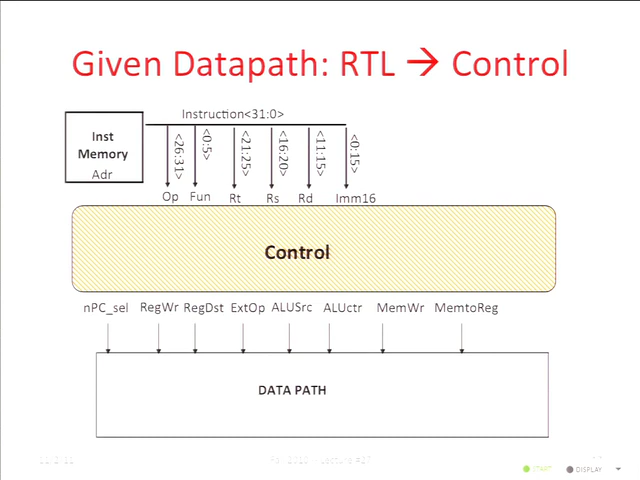 Given Datapath: RTL → Control
Instruction<31:0>
Inst
Memory
Adr
<26:31>
<0:5>
<21:25>
<16:20>
<11:15>
<0:15>
Op Fun Rt Rs Rd Imm16
Control
nPC_sel RegWr RegDst ExtOp ALUSrc ALUctr MemWr MemtoReg
DATA PATH
Lecture #27
START DISPLAY